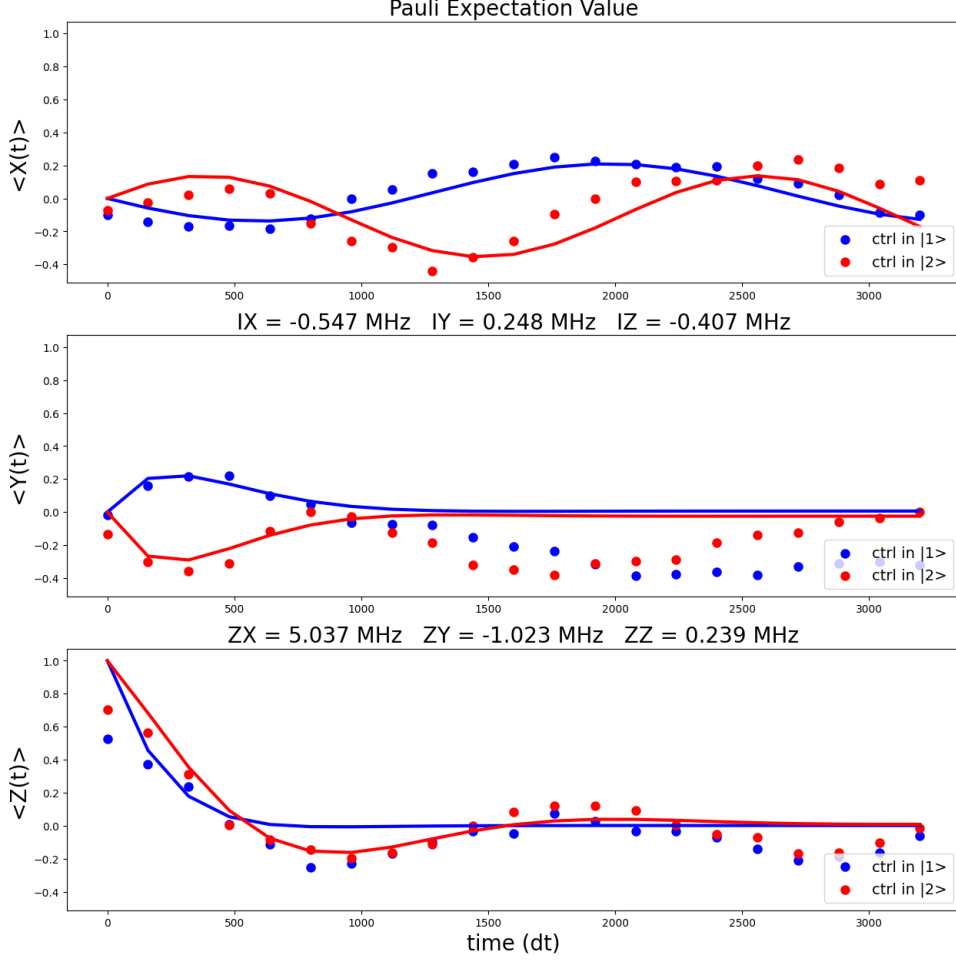 Pauli Expectation Value
<X(t)>
1.0
0.8
0.6
0.4
0.2
0.0
−0.2
−0.4
ctrl in |1>
ctrl in |2>
0 500 1000 1500 2000 2500 3000
IX = -0.547 MHz IY = 0.248 MHz IZ = -0.407 MHz
<Y(t)>
1.0
0.8
0.6
0.4
0.2
0.0
−0.2
−0.4
ctrl in |1>
ctrl in |2>
0 500 1000 1500 2000 2500 3000
ZX = 5.037 MHz ZY = -1.023 MHz ZZ = 0.239 MHz
<Z(t)>
1.0
0.8
0.6
0.4
0.2
0.0
−0.2
−0.4
ctrl in |1>
ctrl in |2>
0 500 1000 1500 2000 2500 3000
time (dt)